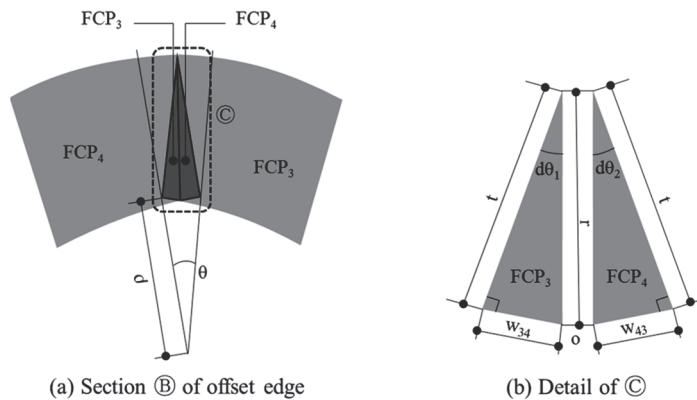 FCP₃
FCP₄
Ⓒ
FCP₄
FCP₃
ρ
θ
(a) Section Ⓑ of offset edge
dθ₁
dθ₂
t
r
t
FCP₃
FCP₄
w₃₄
o
w₄₃
(b) Detail of Ⓒ